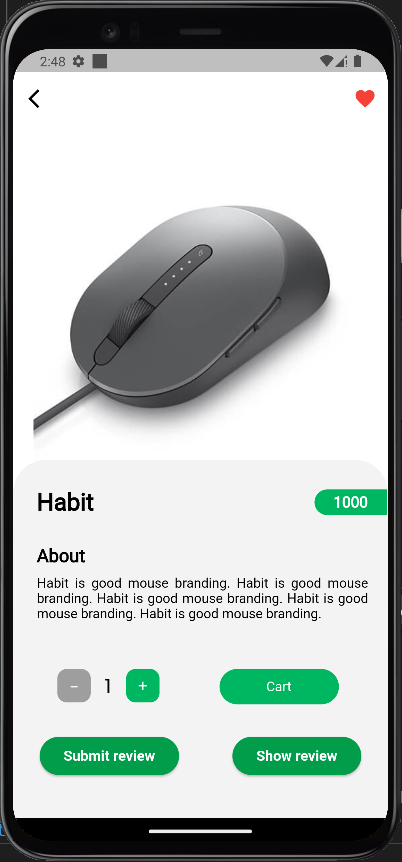 2:48
Habit
1000
About
Habit is good mouse branding. Habit is good mouse
branding. Habit is good mouse branding. Habit is good
mouse branding. Habit is good mouse branding.
- 1 + Cart
Submit review Show review